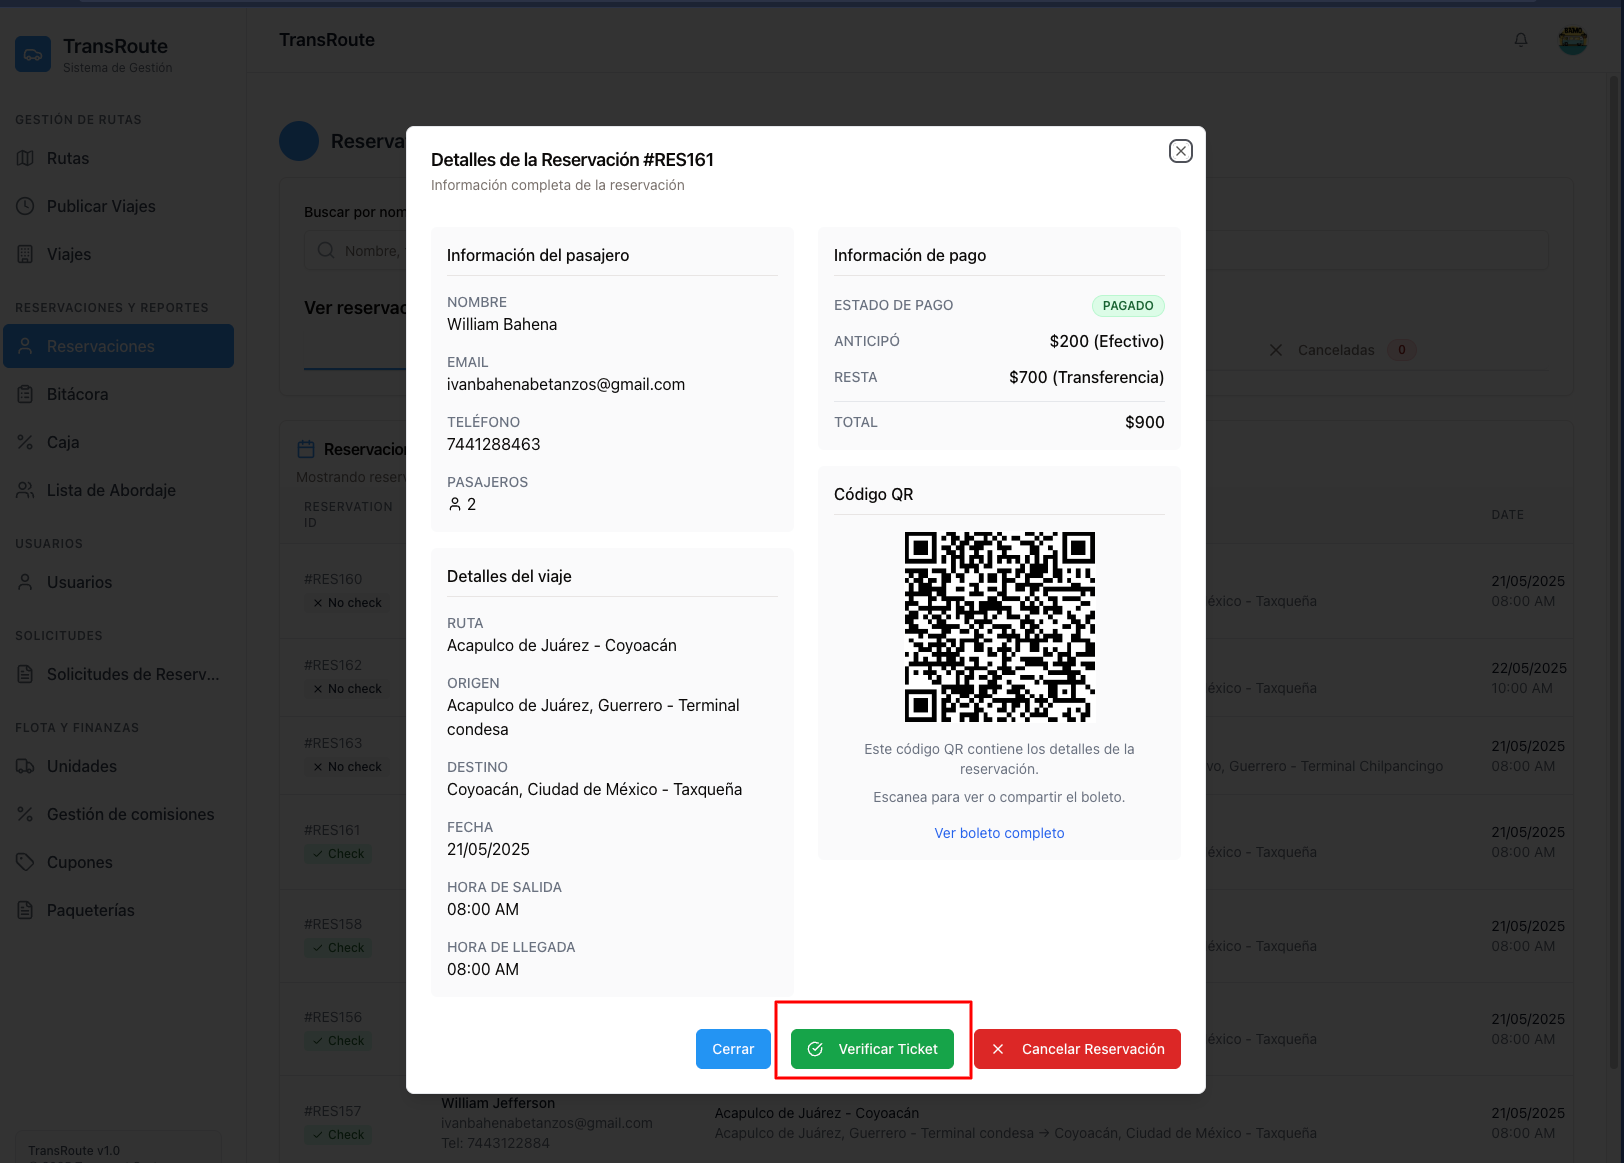 TransRoute
Sistema de Gestión
TransRoute
GESTIÓN DE RUTAS
Rutas
Publicar Viajes
Viajes
RESERVACIONES Y REPORTES
Reservaciones
Bitácora
Caja
Lista de Abordaje
USUARIOS
Usuarios
SOLICITUDES
Solicitudes de Reserv...
FLOTA Y FINANZAS
Unidades
Gestión de comisiones
Cupones
Paqueterías
TransRoute v1.0
Reserva
Buscar por nom
Nombre,
Ver reservac
Canceladas 0
Reservacion
Mostrando reserv
RESERVATION
ID
DATE
#RES160
No check
21/05/2025
éxico - Taxqueña
08:00 AM
#RES162
No check
22/05/2025
éxico - Taxqueña
10:00 AM
#RES163
No check
21/05/2025
vo, Guerrero - Terminal Chilpancingo
08:00 AM
#RES161
Check
21/05/2025
éxico - Taxqueña
08:00 AM
#RES158
Check
21/05/2025
éxico - Taxqueña
08:00 AM
#RES156
Check
21/05/2025
éxico - Taxqueña
08:00 AM
#RES157
Check
William Jefferson
ivanbahenabetanzos@gmail.com
Tel: 7443122884
Acapulco de Juárez - Coyoacán
Acapulco de Juárez, Guerrero - Terminal condesa → Coyoacán, Ciudad de México - Taxqueña
21/05/2025
08:00 AM
Detalles de la Reservación #RES161
Información completa de la reservación
Información del pasajero
NOMBRE
William Bahena
EMAIL
ivanbahenabetanzos@gmail.com
TELÉFONO
7441288463
PASAJEROS
2
Detalles del viaje
RUTA
Acapulco de Juárez - Coyoacán
ORIGEN
Acapulco de Juárez, Guerrero - Terminal
condesa
DESTINO
Coyoacán, Ciudad de México - Taxqueña
FECHA
21/05/2025
HORA DE SALIDA
08:00 AM
HORA DE LLEGADA
08:00 AM
Información de pago
ESTADO DE PAGO PAGADO
ANTICIPÓ $200 (Efectivo)
RESTA $700 (Transferencia)
TOTAL $900
Código QR
Este código QR contiene los detalles de la
reservación.
Escanea para ver o compartir el boleto.
Ver boleto completo
Cerrar
Verificar Ticket
Cancelar Reservación